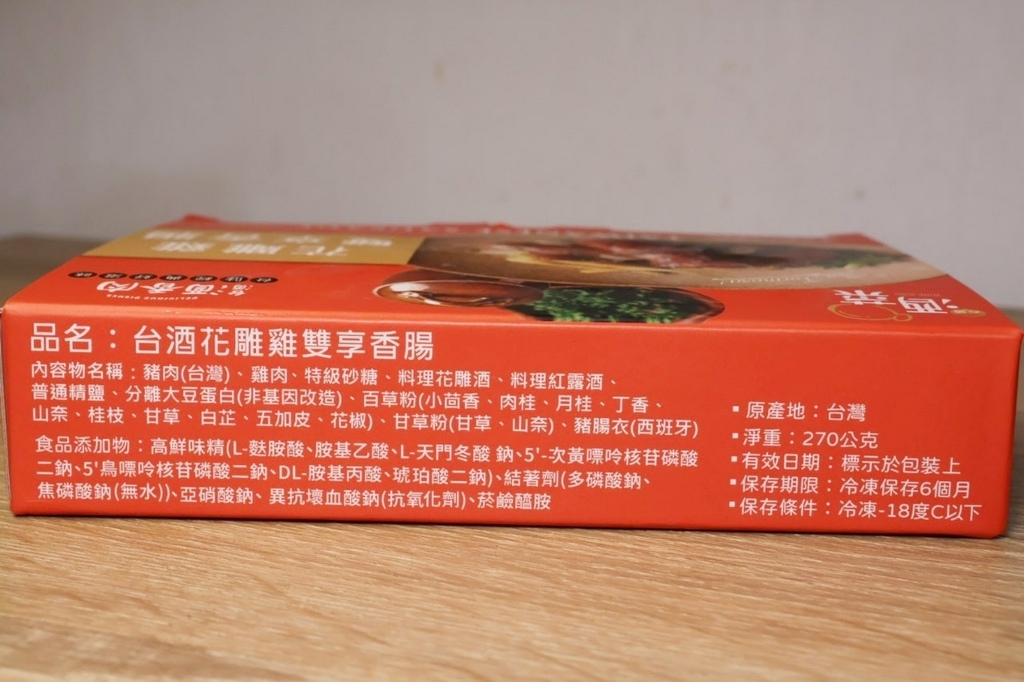 滷菜
滷香肉
DELICIOUS DISHES
品名：台酒花雕雞雙享香腸
內容物名稱：豬肉(台灣)、雞肉、特級砂糖、料理花雕酒、料理紅露酒、
普通精鹽、分離大豆蛋白(非基因改造)、百草粉(小茴香、肉桂、月桂、丁香、
山奈、桂枝、甘草、白芷、五加皮、花椒)、甘草粉(甘草、山奈)、豬腸衣(西班牙)
食品添加物：高鮮味精(L-麩胺酸、胺基乙酸、L-天門冬酸 鈉、5'-次黃嘌呤核苷磷酸
二鈉、5'鳥嘌呤核苷磷酸二鈉、DL-胺基丙酸、琥珀酸二鈉)、結著劑(多磷酸鈉、
焦磷酸鈉(無水))、亞硝酸鈉、異抗壞血酸鈉(抗氧化劑)、菸鹼醯胺
▪原產地：台灣
▪淨重：270公克
▪有效日期：標示於包裝上
▪保存期限：冷凍保存6個月
▪保存條件：冷凍-18度C以下